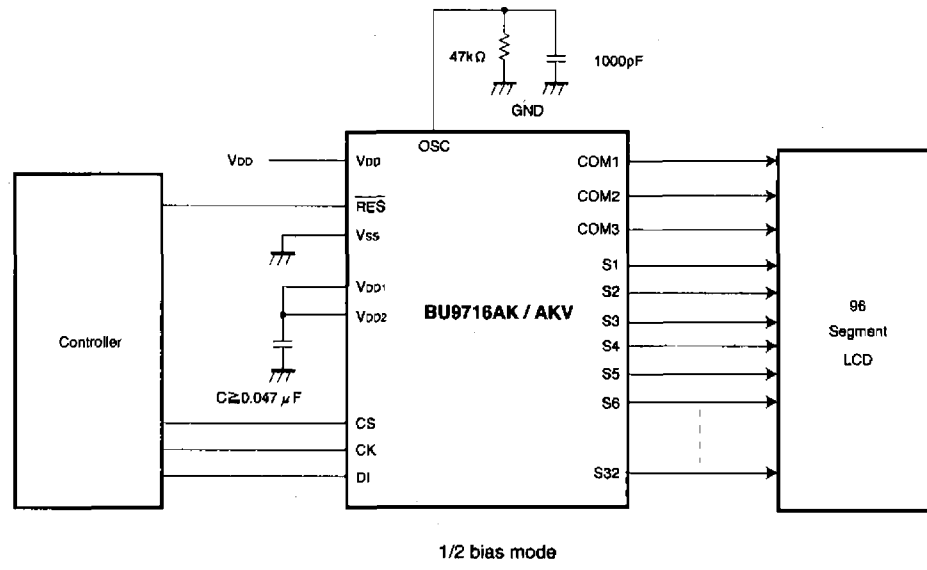 47kΩ
1000pF
GND
OSC
VDD
VDD
RES
VSS
VDD1
VDD2
C≧0.047 μF
CS
CK
DI
Controller
BU9716AK / AKV
COM1
COM2
COM3
S1
S2
S3
S4
S5
S6
S32
96
Segment
LCD
1/2 bias mode